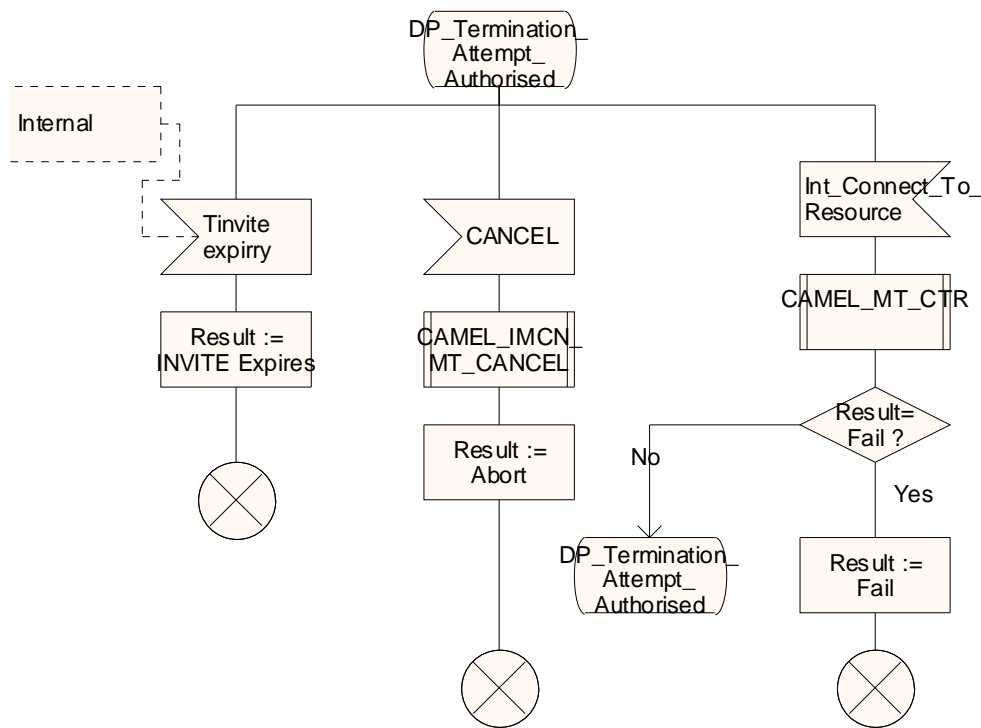 DP_Termination_
Attempt_
Authorised
Internal
Tinvite
expirry
CANCEL
Int_Connect_To_
Resource
Result :=
INVITE Expires
CAMEL_IMCN_
MT_CANCEL
CAMEL_MT_CTR
Result :=
Abort
Result=
Fail ?
No
Yes
DP_Termination_
Attempt_
Authorised
Result :=
Fail